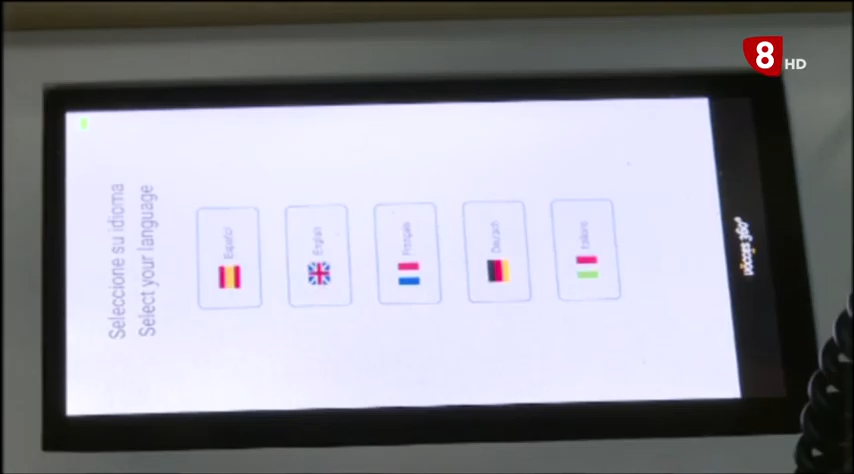 8 HD
Seleccione su idioma
Select your language
Español
English
Français
Deutsch
Italiano